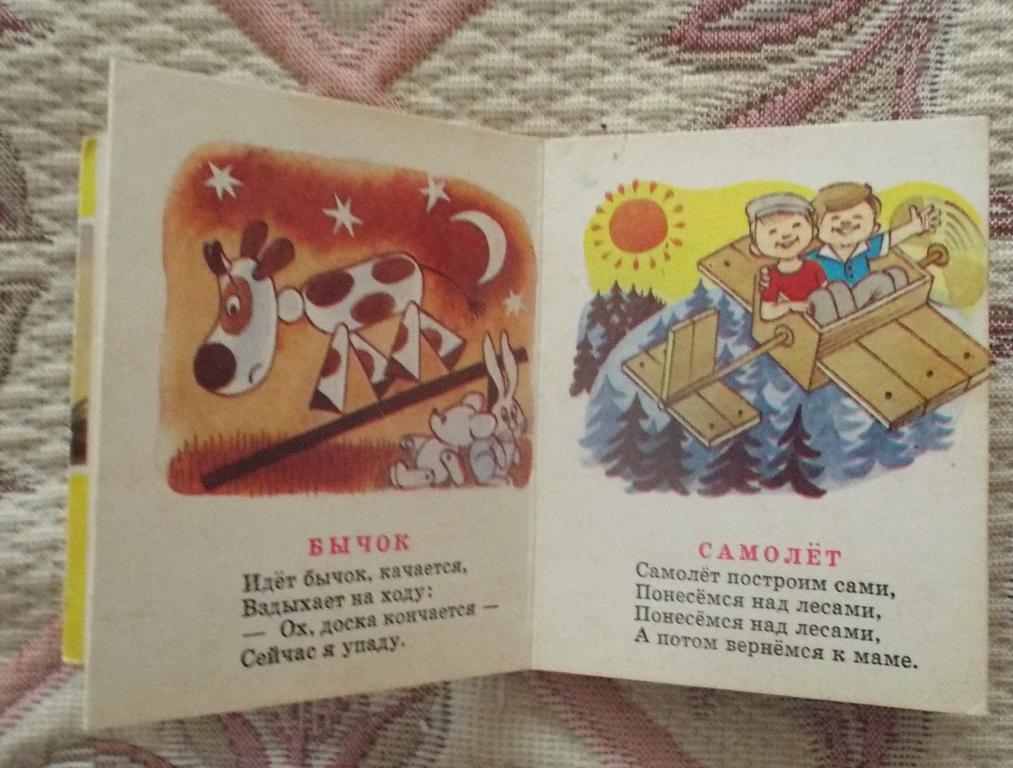 БЫЧОК
Идёт бычок, качается,
Вздыхает на ходу:
— Ох, доска кончается —
Сейчас я упаду.
САМОЛЁТ
Самолёт построим сами,
Понесёмся над лесами,
Понесёмся над лесами,
А потом вернёмся к маме.